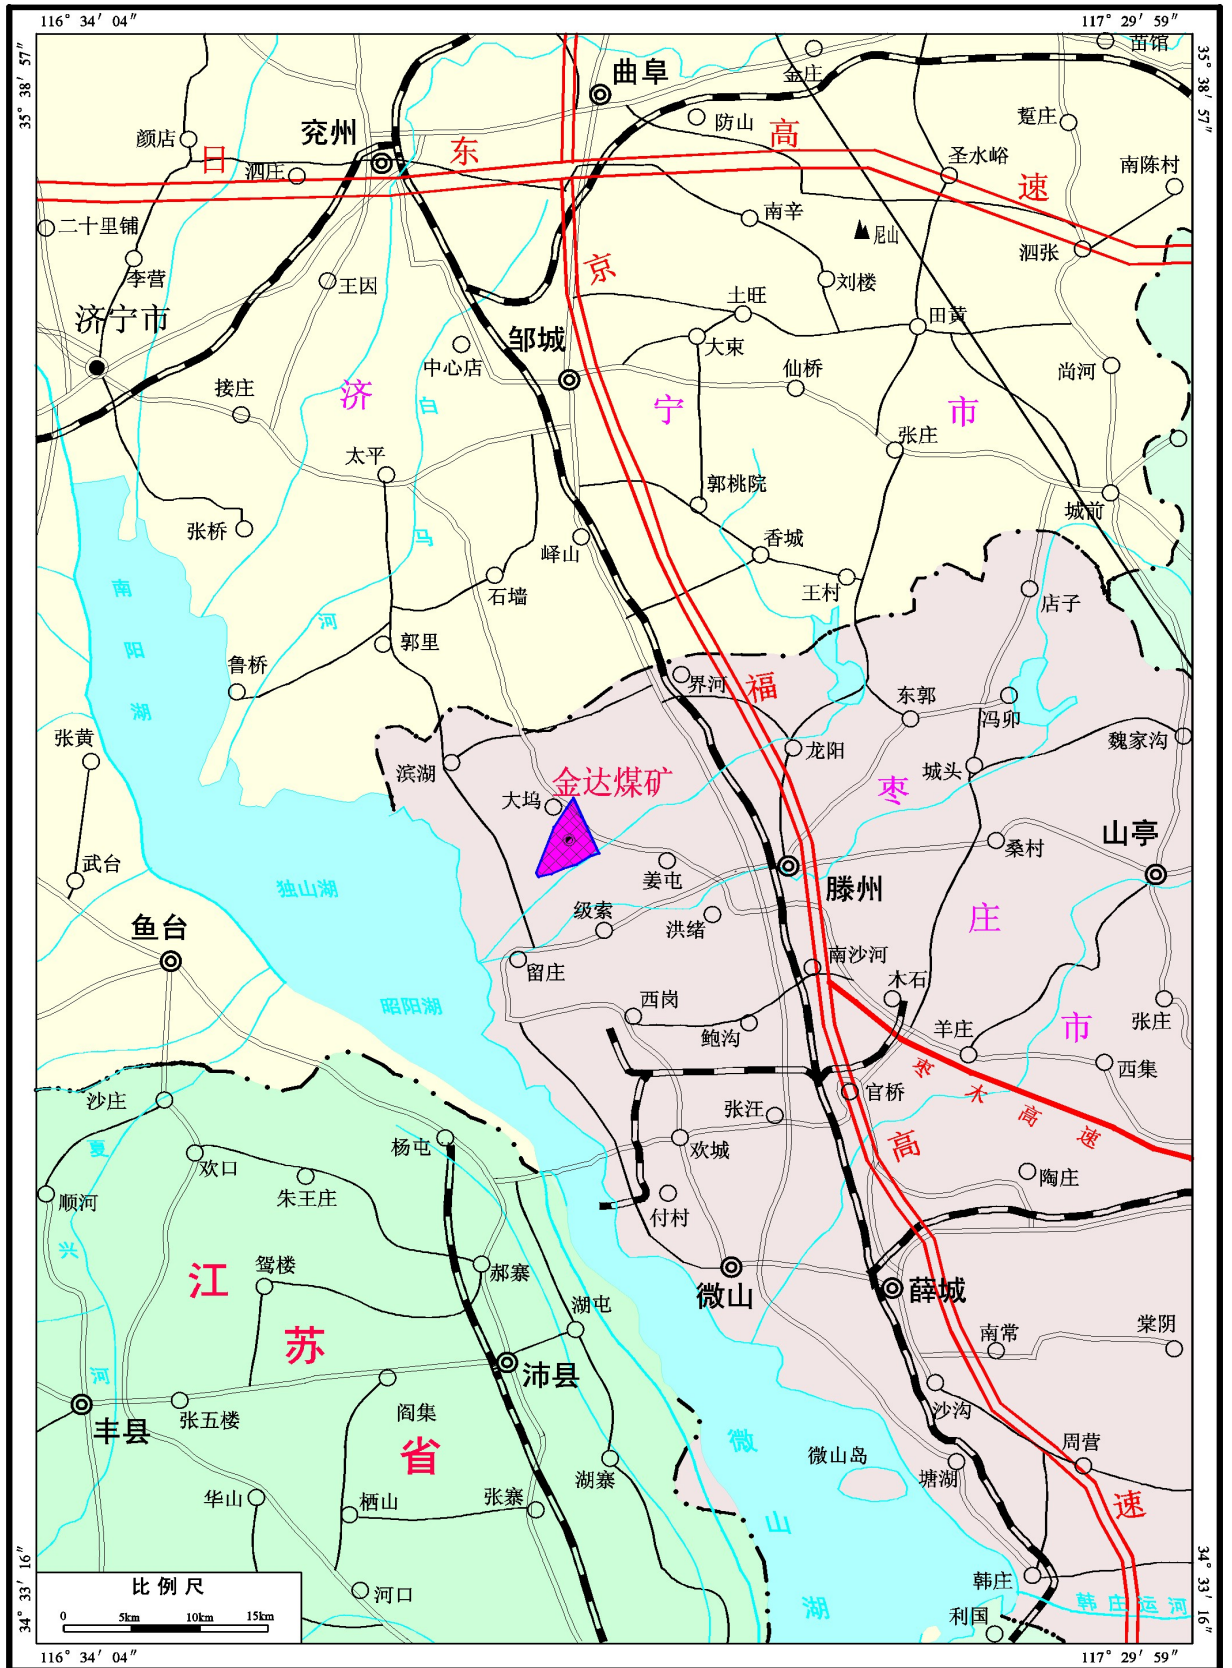 116° 34′ 04″
117° 29′ 59″
35° 38′ 57″
35° 38′ 57″
苗馆
金庄
曲阜
防山
颜店
兖州
高
蹔庄
日
东
泗庄
圣水峪
速
南陈村
二十里铺
南辛
尼山
泗张
李营
王因
京
刘楼
土旺
济宁市
邹城
大束
田黄
中心店
仙桥
尚河
接庄
济
白
宁
市
张庄
太平
郭桃院
城前
张桥
马
峄山
香城
南
石墙
王村
店子
阳
河
郭里
鲁桥
湖
界河
福
东郭
冯卯
张黄
滨湖
龙阳
魏家沟
金达煤矿
城头
枣
大坞
山亭
桑村
武台
姜屯
独山湖
滕州
级索
洪绪
庄
鱼台
留庄
南沙河
木石
昭阳湖
西岗
鲍沟
羊庄
市
张庄
枣
西集
沙庄
官桥
木
张汪
高
夏
杨屯
欢城
高
速
欢口
陶庄
顺河
朱王庄
付村
兴
驾楼
郝寨
江
微山
薛城
湖屯
苏
南常
棠阴
河
沛县
沙沟
丰县
张五楼
阎集
微
周营
省
微山岛
塘湖
湖寨
华山
栖山
张寨
速
山
34° 33′ 16″
34° 33′ 16″
比例尺
河口
韩庄
湖
韩庄运河
利国
0 5km 10km 15km
116° 34′ 04″
117° 29′ 59″